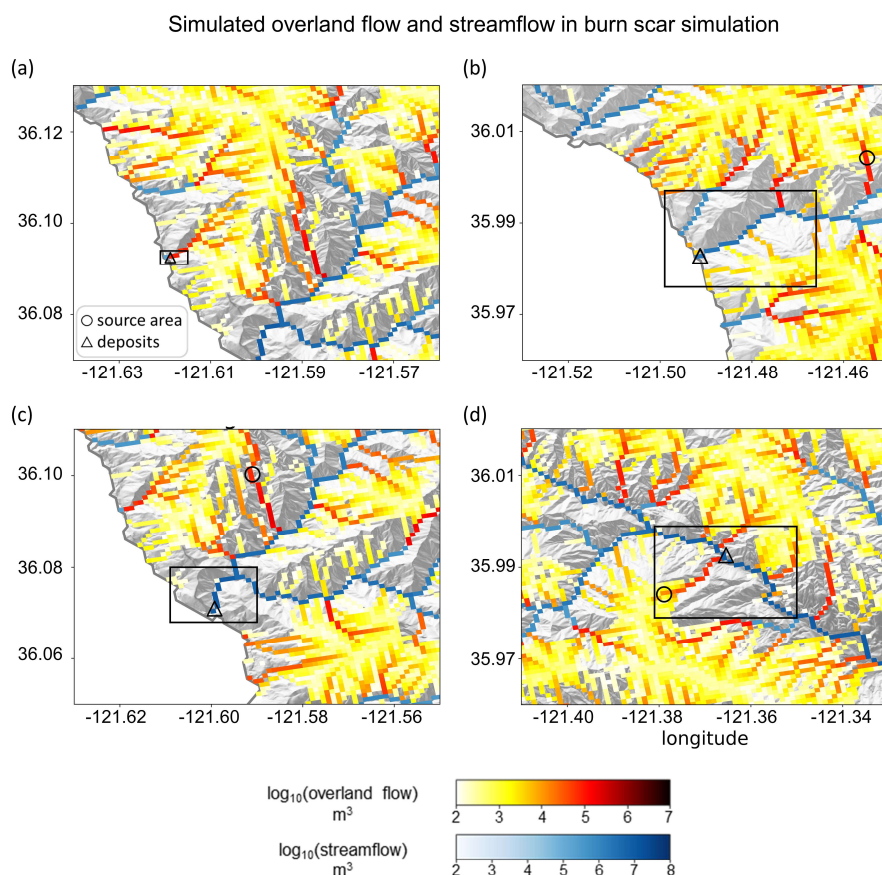 Simulated overland flow and streamflow in burn scar simulation
(a)
(b)
36.12
36.10
36.08
36.01
35.99
35.97
○ source area
△ deposits
-121.63 -121.61 -121.59 -121.57
-121.52 -121.50 -121.48 -121.46
(c)
(d)
36.10
36.08
36.06
36.01
35.99
35.97
-121.62 -121.60 -121.58 -121.56
-121.40 -121.38 -121.36 -121.34
longitude
log₁₀(overland flow)
m³
2 3 4 5 6 7
log₁₀(streamflow)
m³
2 3 4 5 6 7 8